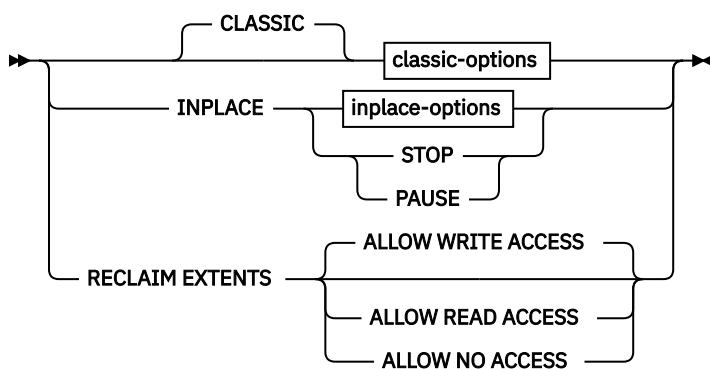 CLASSIC
classic-options
INPLACE
inplace-options
STOP
PAUSE
ALLOW WRITE ACCESS
RECLAIM EXTENTS
ALLOW READ ACCESS
ALLOW NO ACCESS